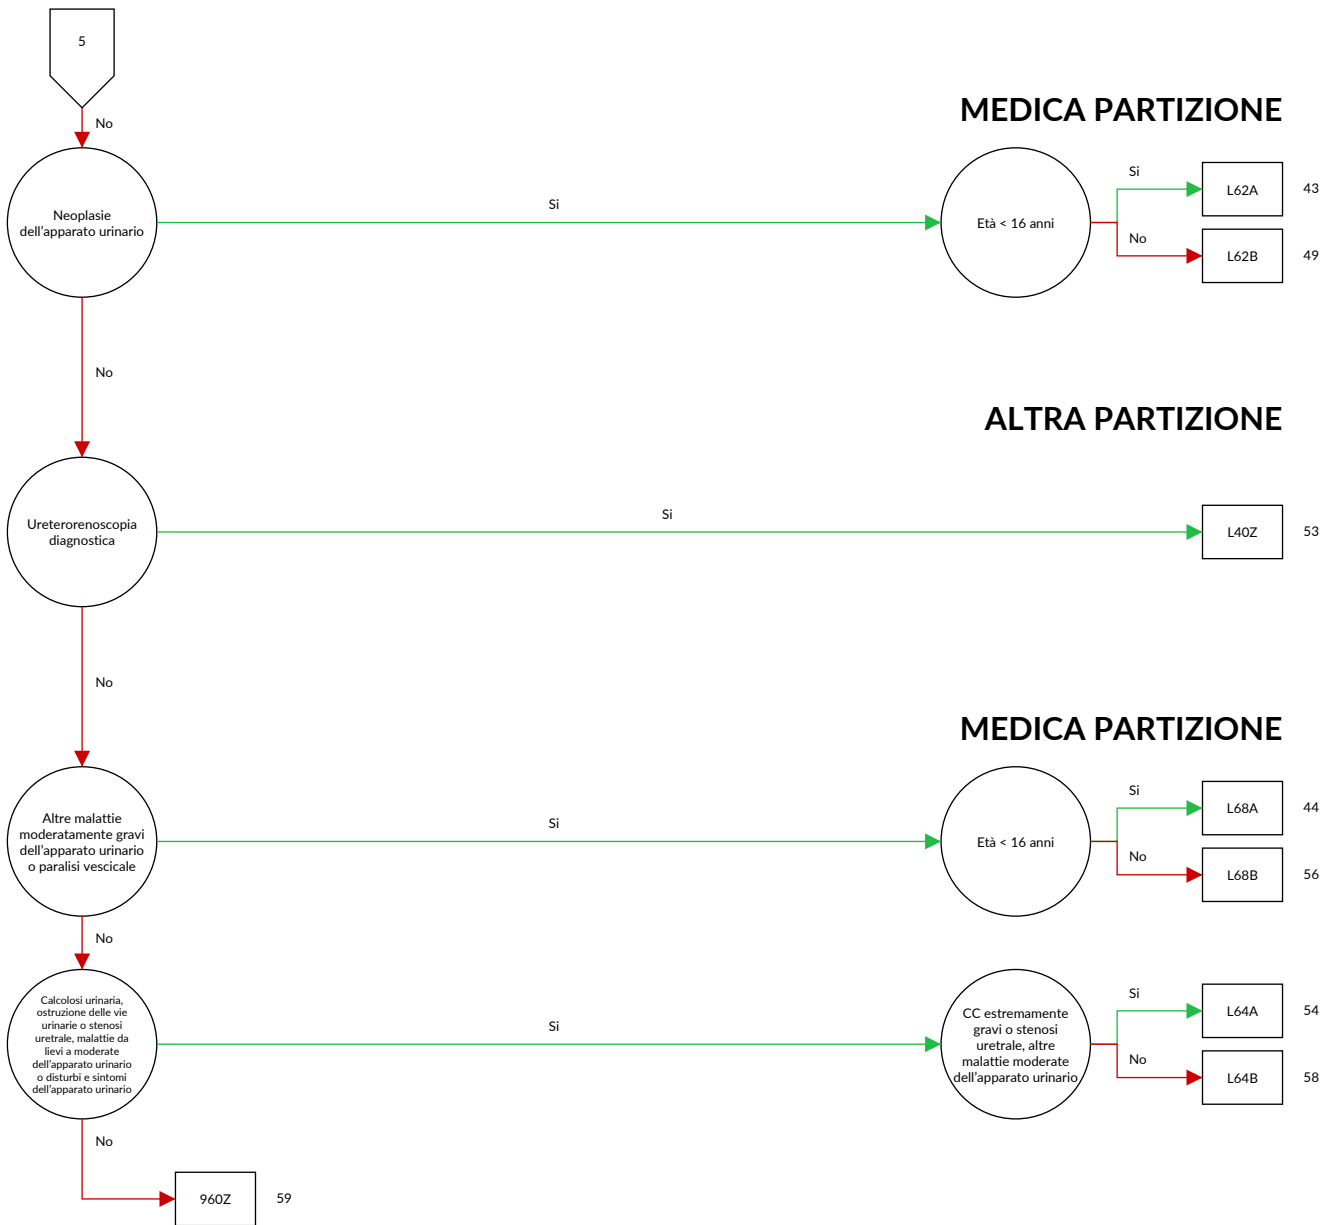 5
No
MEDICA PARTIZIONE
Neoplasie
dell'apparato urinario
Si
Età < 16 anni
Si
L62A
43
No
L62B
49
No
ALTRA PARTIZIONE
Ureterorenoscopia
diagnostica
Si
L40Z
53
No
MEDICA PARTIZIONE
Altre malattie
moderatamente gravi
dell'apparato urinario
o paralisi vescicale
Si
Età < 16 anni
Si
L68A
44
No
L68B
56
No
Calcolosi urinaria,
ostruzione delle vie
urinarie o stenosi
uretrale, malattie da
lievi a moderate
dell'apparato urinario
o disturbi e sintomi
dell'apparato urinario
Si
CC estremamente
gravi o stenosi
uretrale, altre
malattie moderate
dell'apparato urinario
Si
L64A
54
No
L64B
58
No
960Z
59